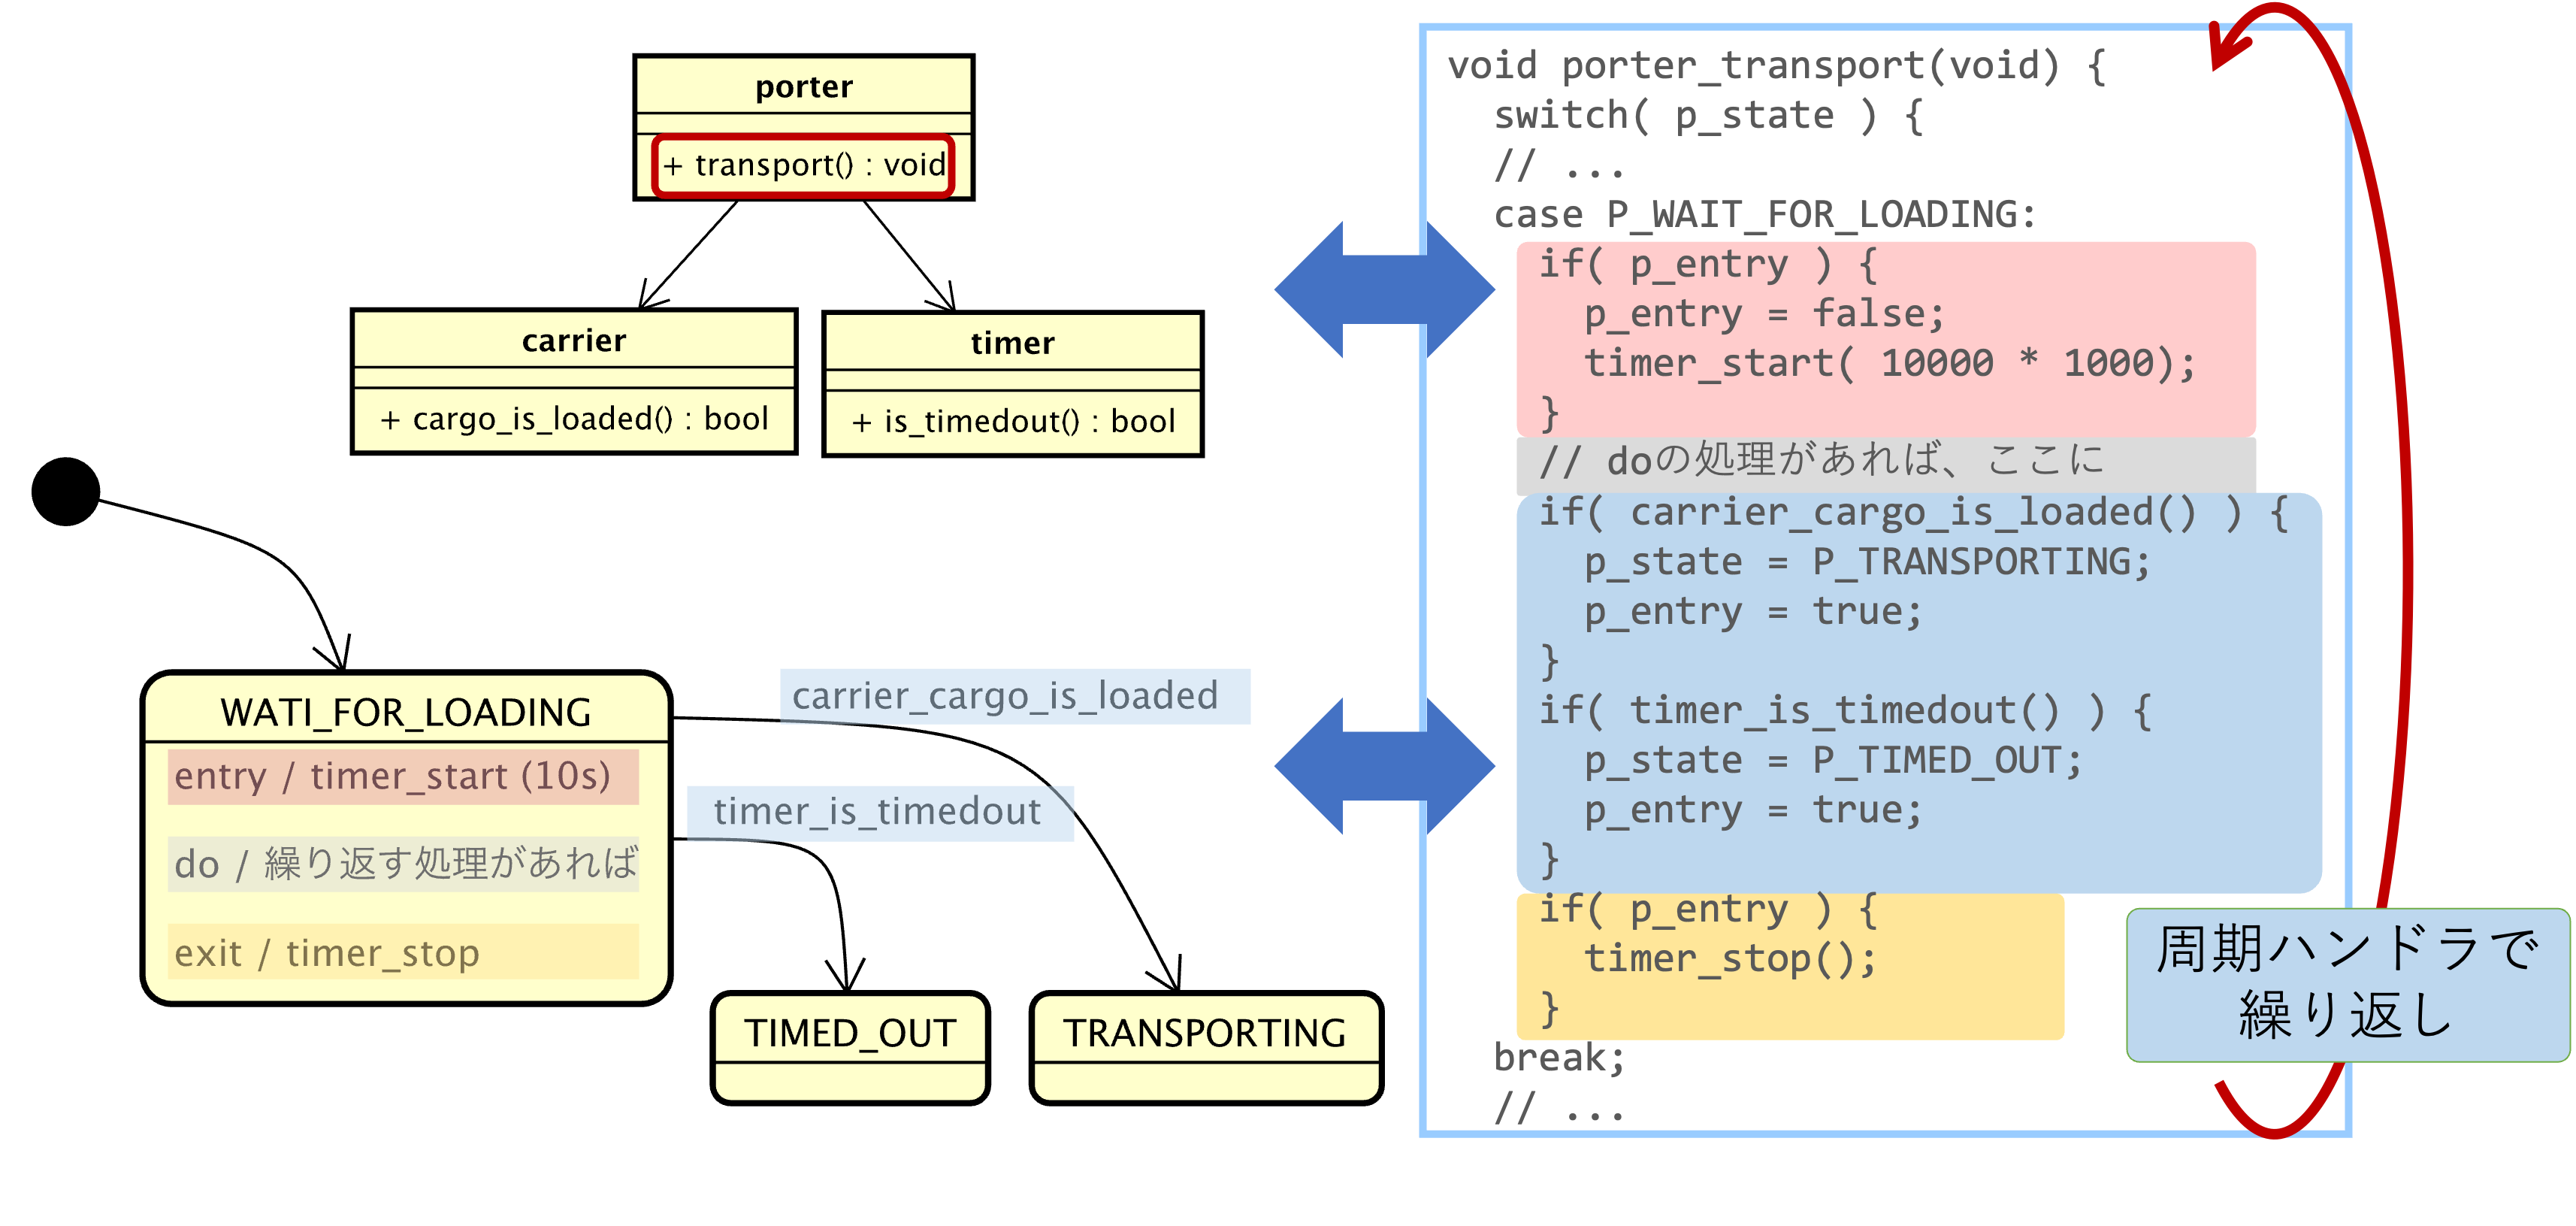 porter
+ transport() : void
carrier
+ cargo_is_loaded() : bool
timer
+ is_timedout() : bool
WATI_FOR_LOADING
entry / timer_start (10s)
do / 繰り返す処理があれば
exit / timer_stop
carrier_cargo_is_loaded
timer_is_timedout
TIMED_OUT
TRANSPORTING
void porter_transport(void) {
switch( p_state ) {
// ...
case P_WAIT_FOR_LOADING:
if( p_entry ) {
p_entry = false;
timer_start( 10000 * 1000);
}
// doの処理があれば、ここに
if( carrier_cargo_is_loaded() ) {
p_state = P_TRANSPORTING;
p_entry = true;
}
if( timer_is_timedout() ) {
p_state = P_TIMED_OUT;
p_entry = true;
}
if( p_entry ) {
timer_stop();
}
break;
// ...
周期ハンドラで
繰り返し